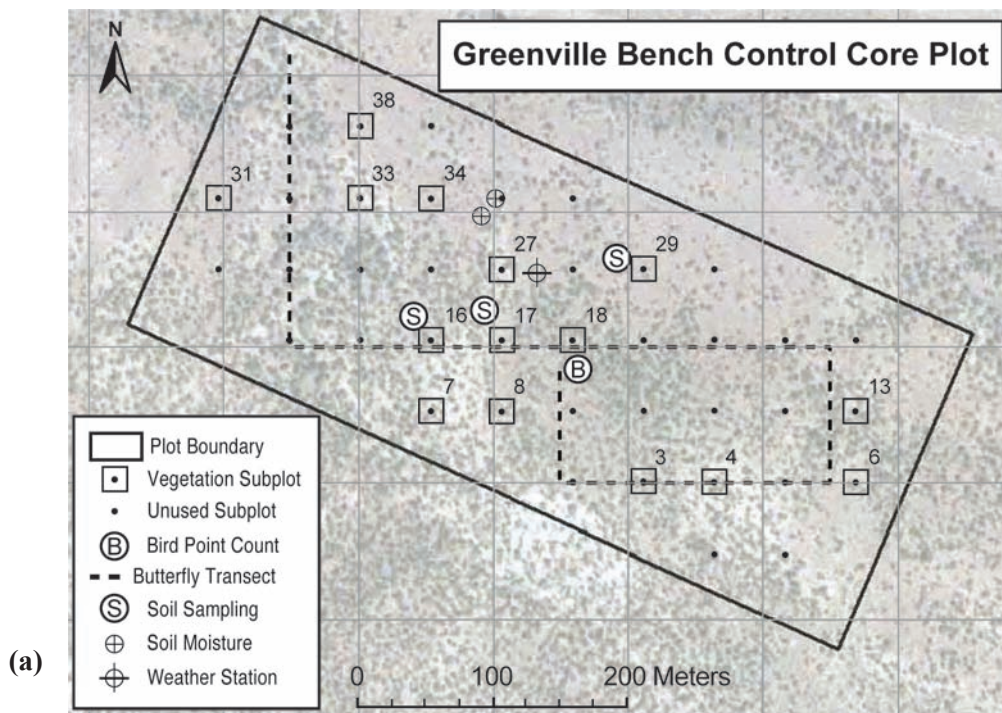 N
Greenville Bench Control Core Plot
38
31
33
34
27
29
S
S
S
16
17
18
B
7
8
13
3
4
6
Plot Boundary
Vegetation Subplot
Unused Subplot
B Bird Point Count
Butterfly Transect
S Soil Sampling
Soil Moisture
Weather Station
(a)
0 100 200 Meters